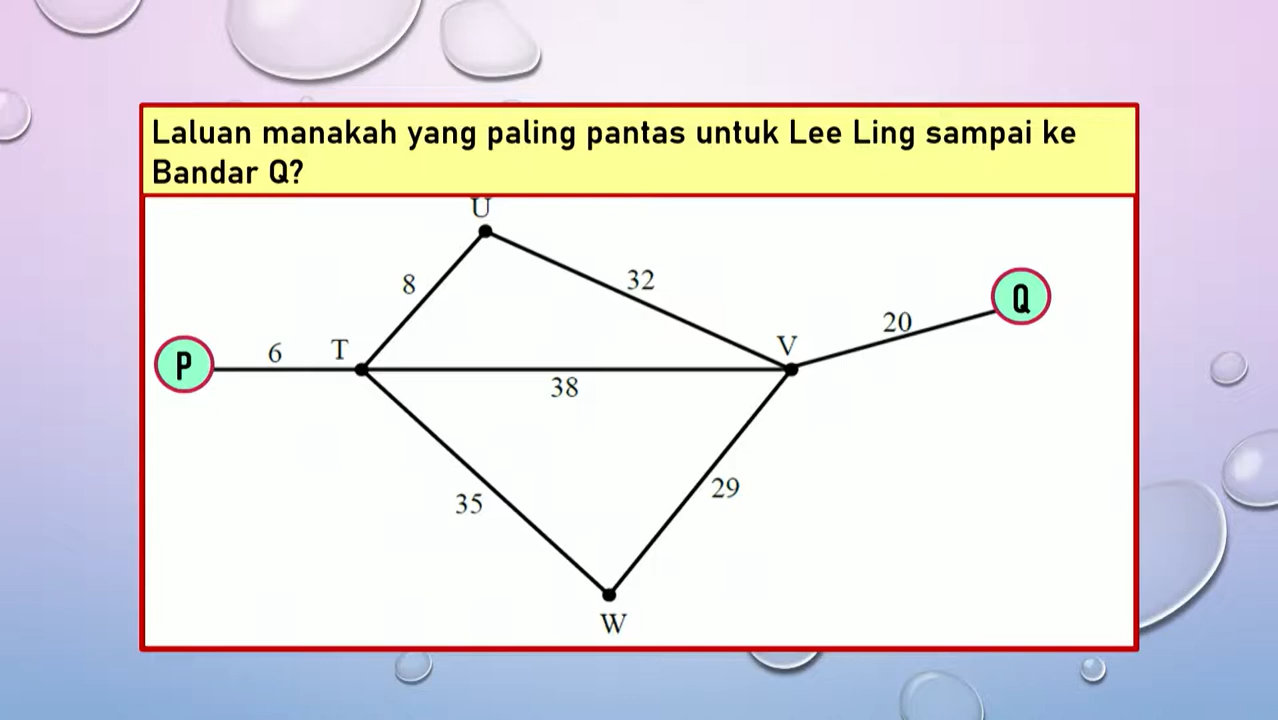 Laluan manakah yang paling pantas untuk Lee Ling sampai ke
Bandar Q?
U
8
32
Q
20
P
6
T
V
38
35
29
W